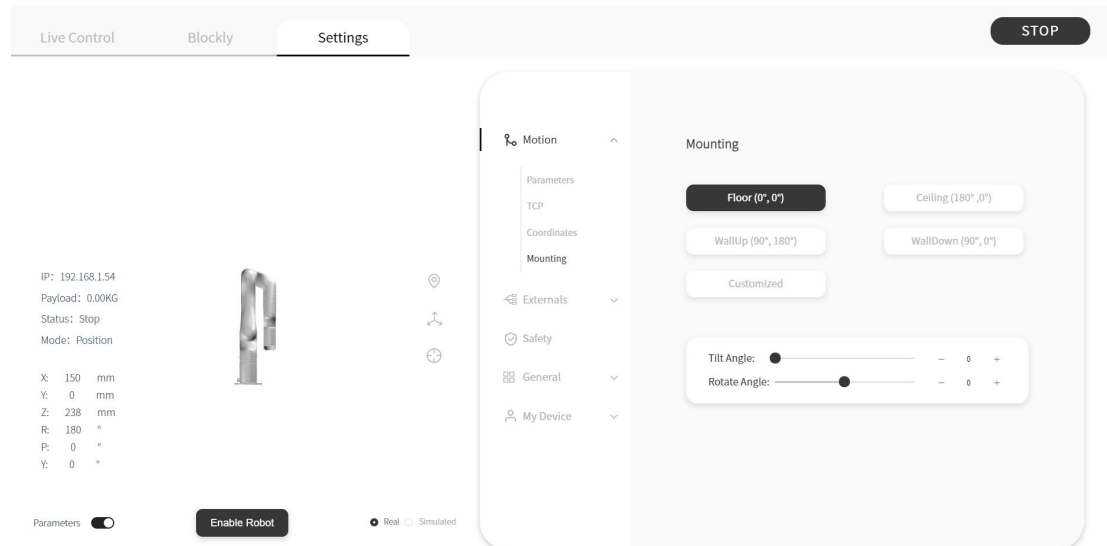 Live Control Blockly Settings STOP
IP: 192.168.1.54
Payload: 0.00KG
Status: Stop
Mode: Position
X: 150 mm
Y: 0 mm
Z: 238 mm
R: 180 °
P: 0 °
Y: 0 °
Parameters Enable Robot Real Simulated
Motion
Parameters
TCP
Coordinates
Mounting
Externals
Safety
General
My Device
Mounting
Floor (0°, 0°) Ceiling (180° ,0°)
WallUp (90°, 180°) WallDown (90°, 0°)
Customized
Tilt Angle: − 0 +
Rotate Angle: − 0 +